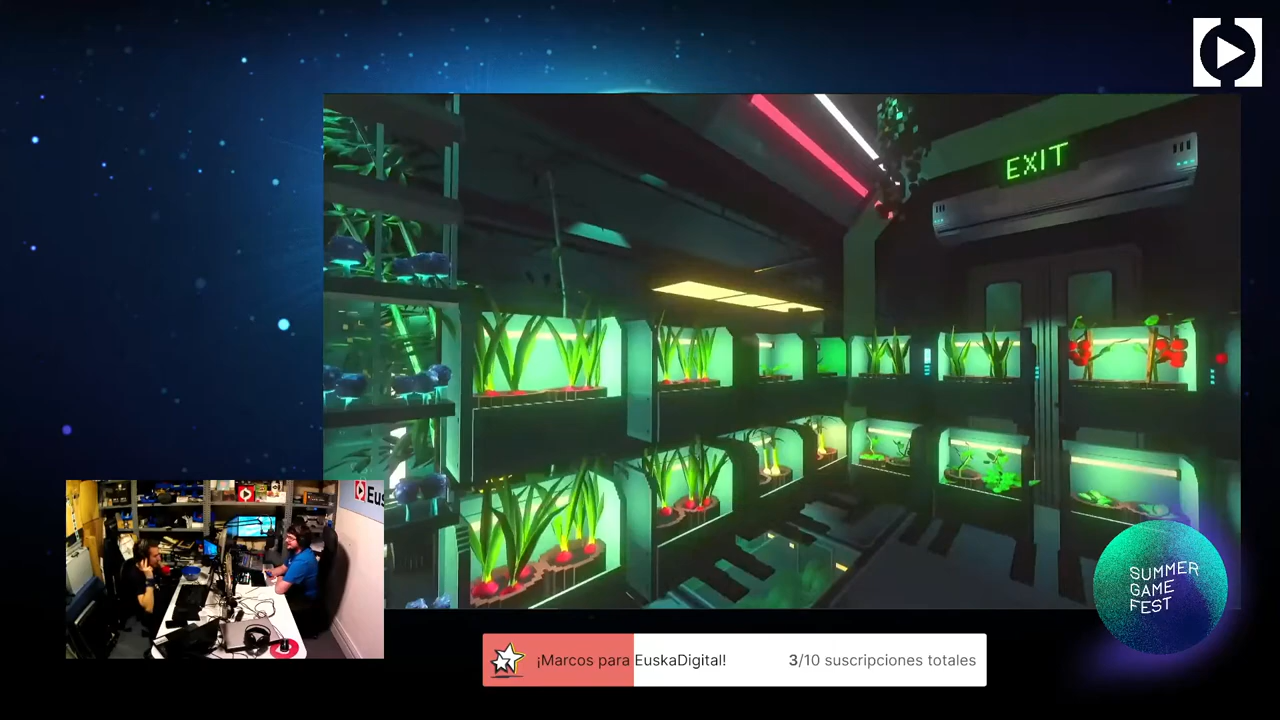 EXIT
Eus
SUMMER
GAME
FEST
¡Marcos para EuskaDigital! 3/10 suscripciones totales